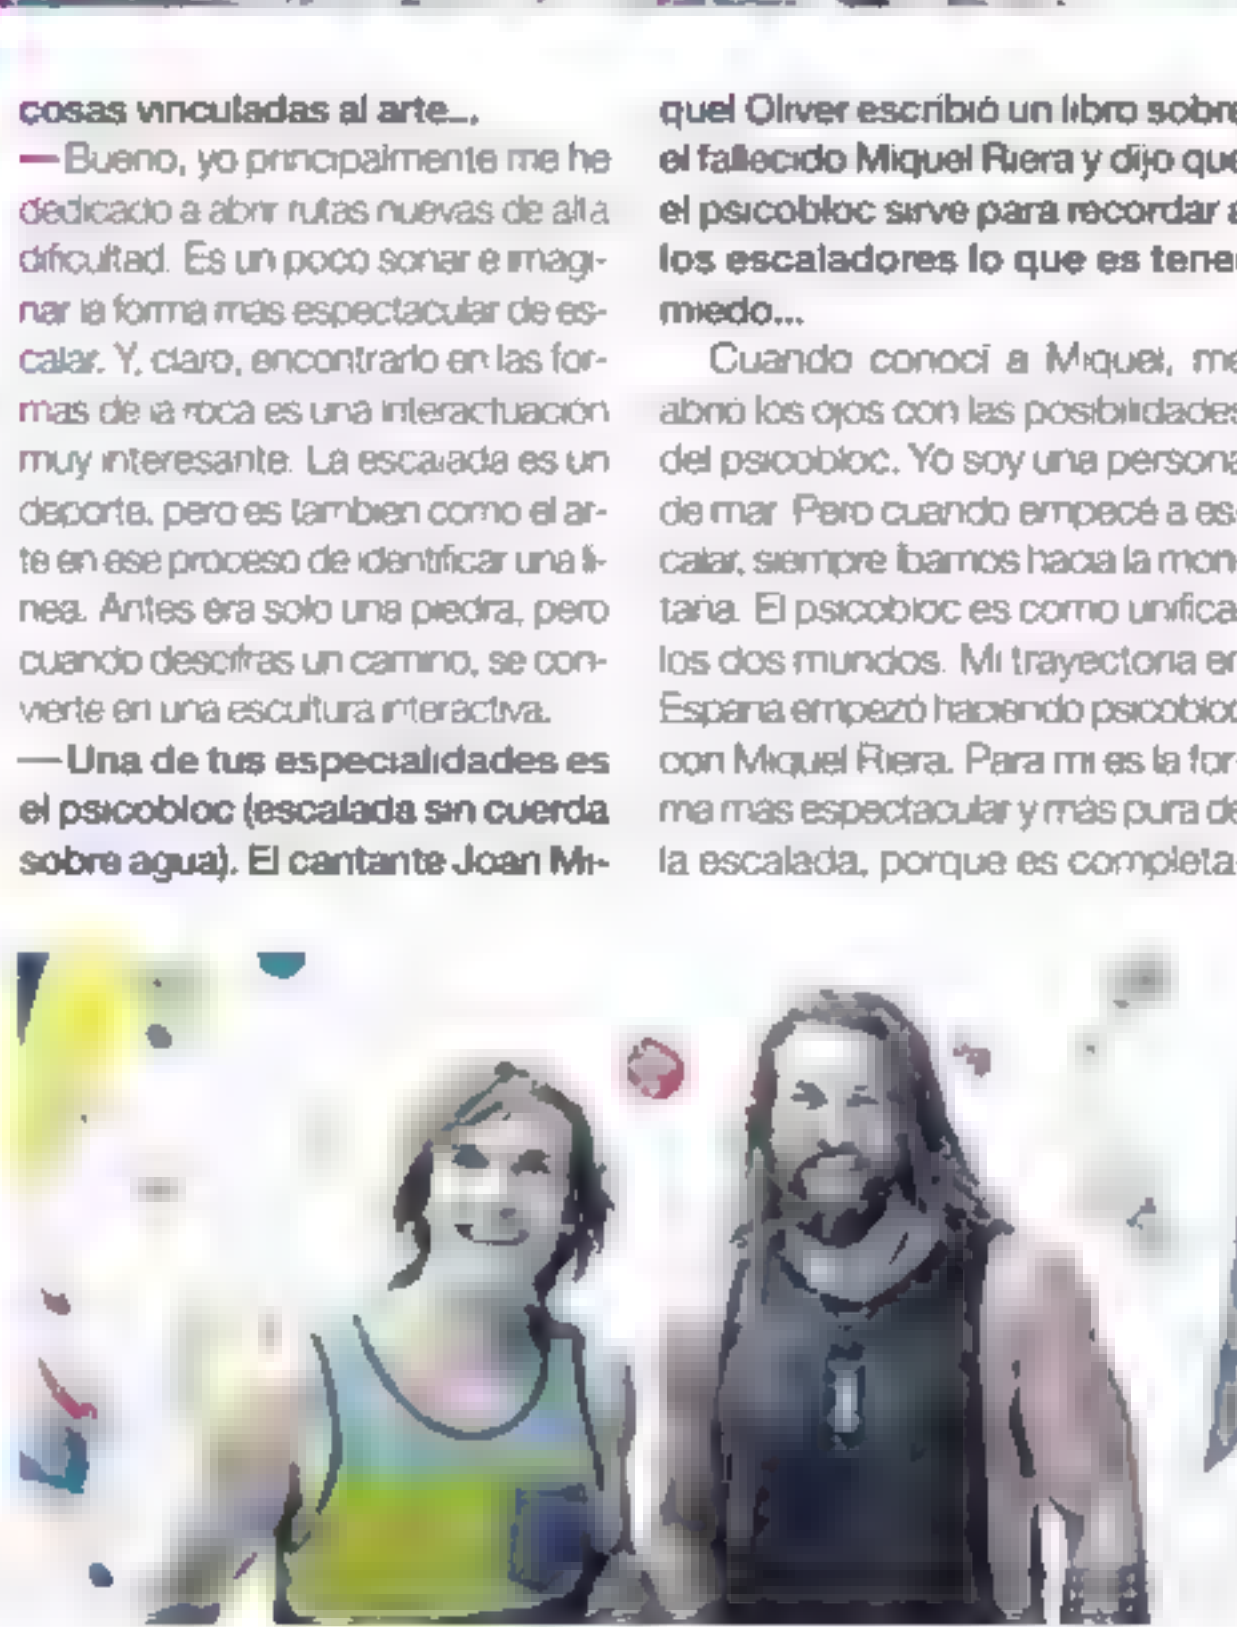 cosas vinculadas al arte...
—Bueno, yo principalmente me he
dedicado a abrir rutas nuevas de alta
dificultad. Es un poco soñar e imagi-
nar la forma más espectacular de es-
calar. Y, claro, encontrarlo en las for-
mas de la roca es una interactuación
muy interesante. La escalada es un
deporte, pero es también como el ar-
te en ese proceso de identificar una lí-
nea. Antes era solo una piedra, pero
cuando descifras un camino, se con-
vierte en una escultura interactiva.
—Una de tus especialidades es
el psicobloc (escalada sin cuerda
sobre agua). El cantante Joan Mi-
quel Oliver escribió un libro sobre
el fallecido Miquel Riera y dijo que
el psicobloc sirve para recordar a
los escaladores lo que es tener
miedo...
Cuando conocí a Miquel, me
abrió los ojos con las posibilidades
del psicobloc. Yo soy una persona
de mar. Pero cuando empecé a es-
calar, siempre íbamos hacia la mon-
taña. El psicobloc es como unificar
los dos mundos. Mi trayectoria en
España empezó haciendo psicobloc
con Miquel Riera. Para mí es la for-
ma más espectacular y más pura de
la escalada, porque es completa-